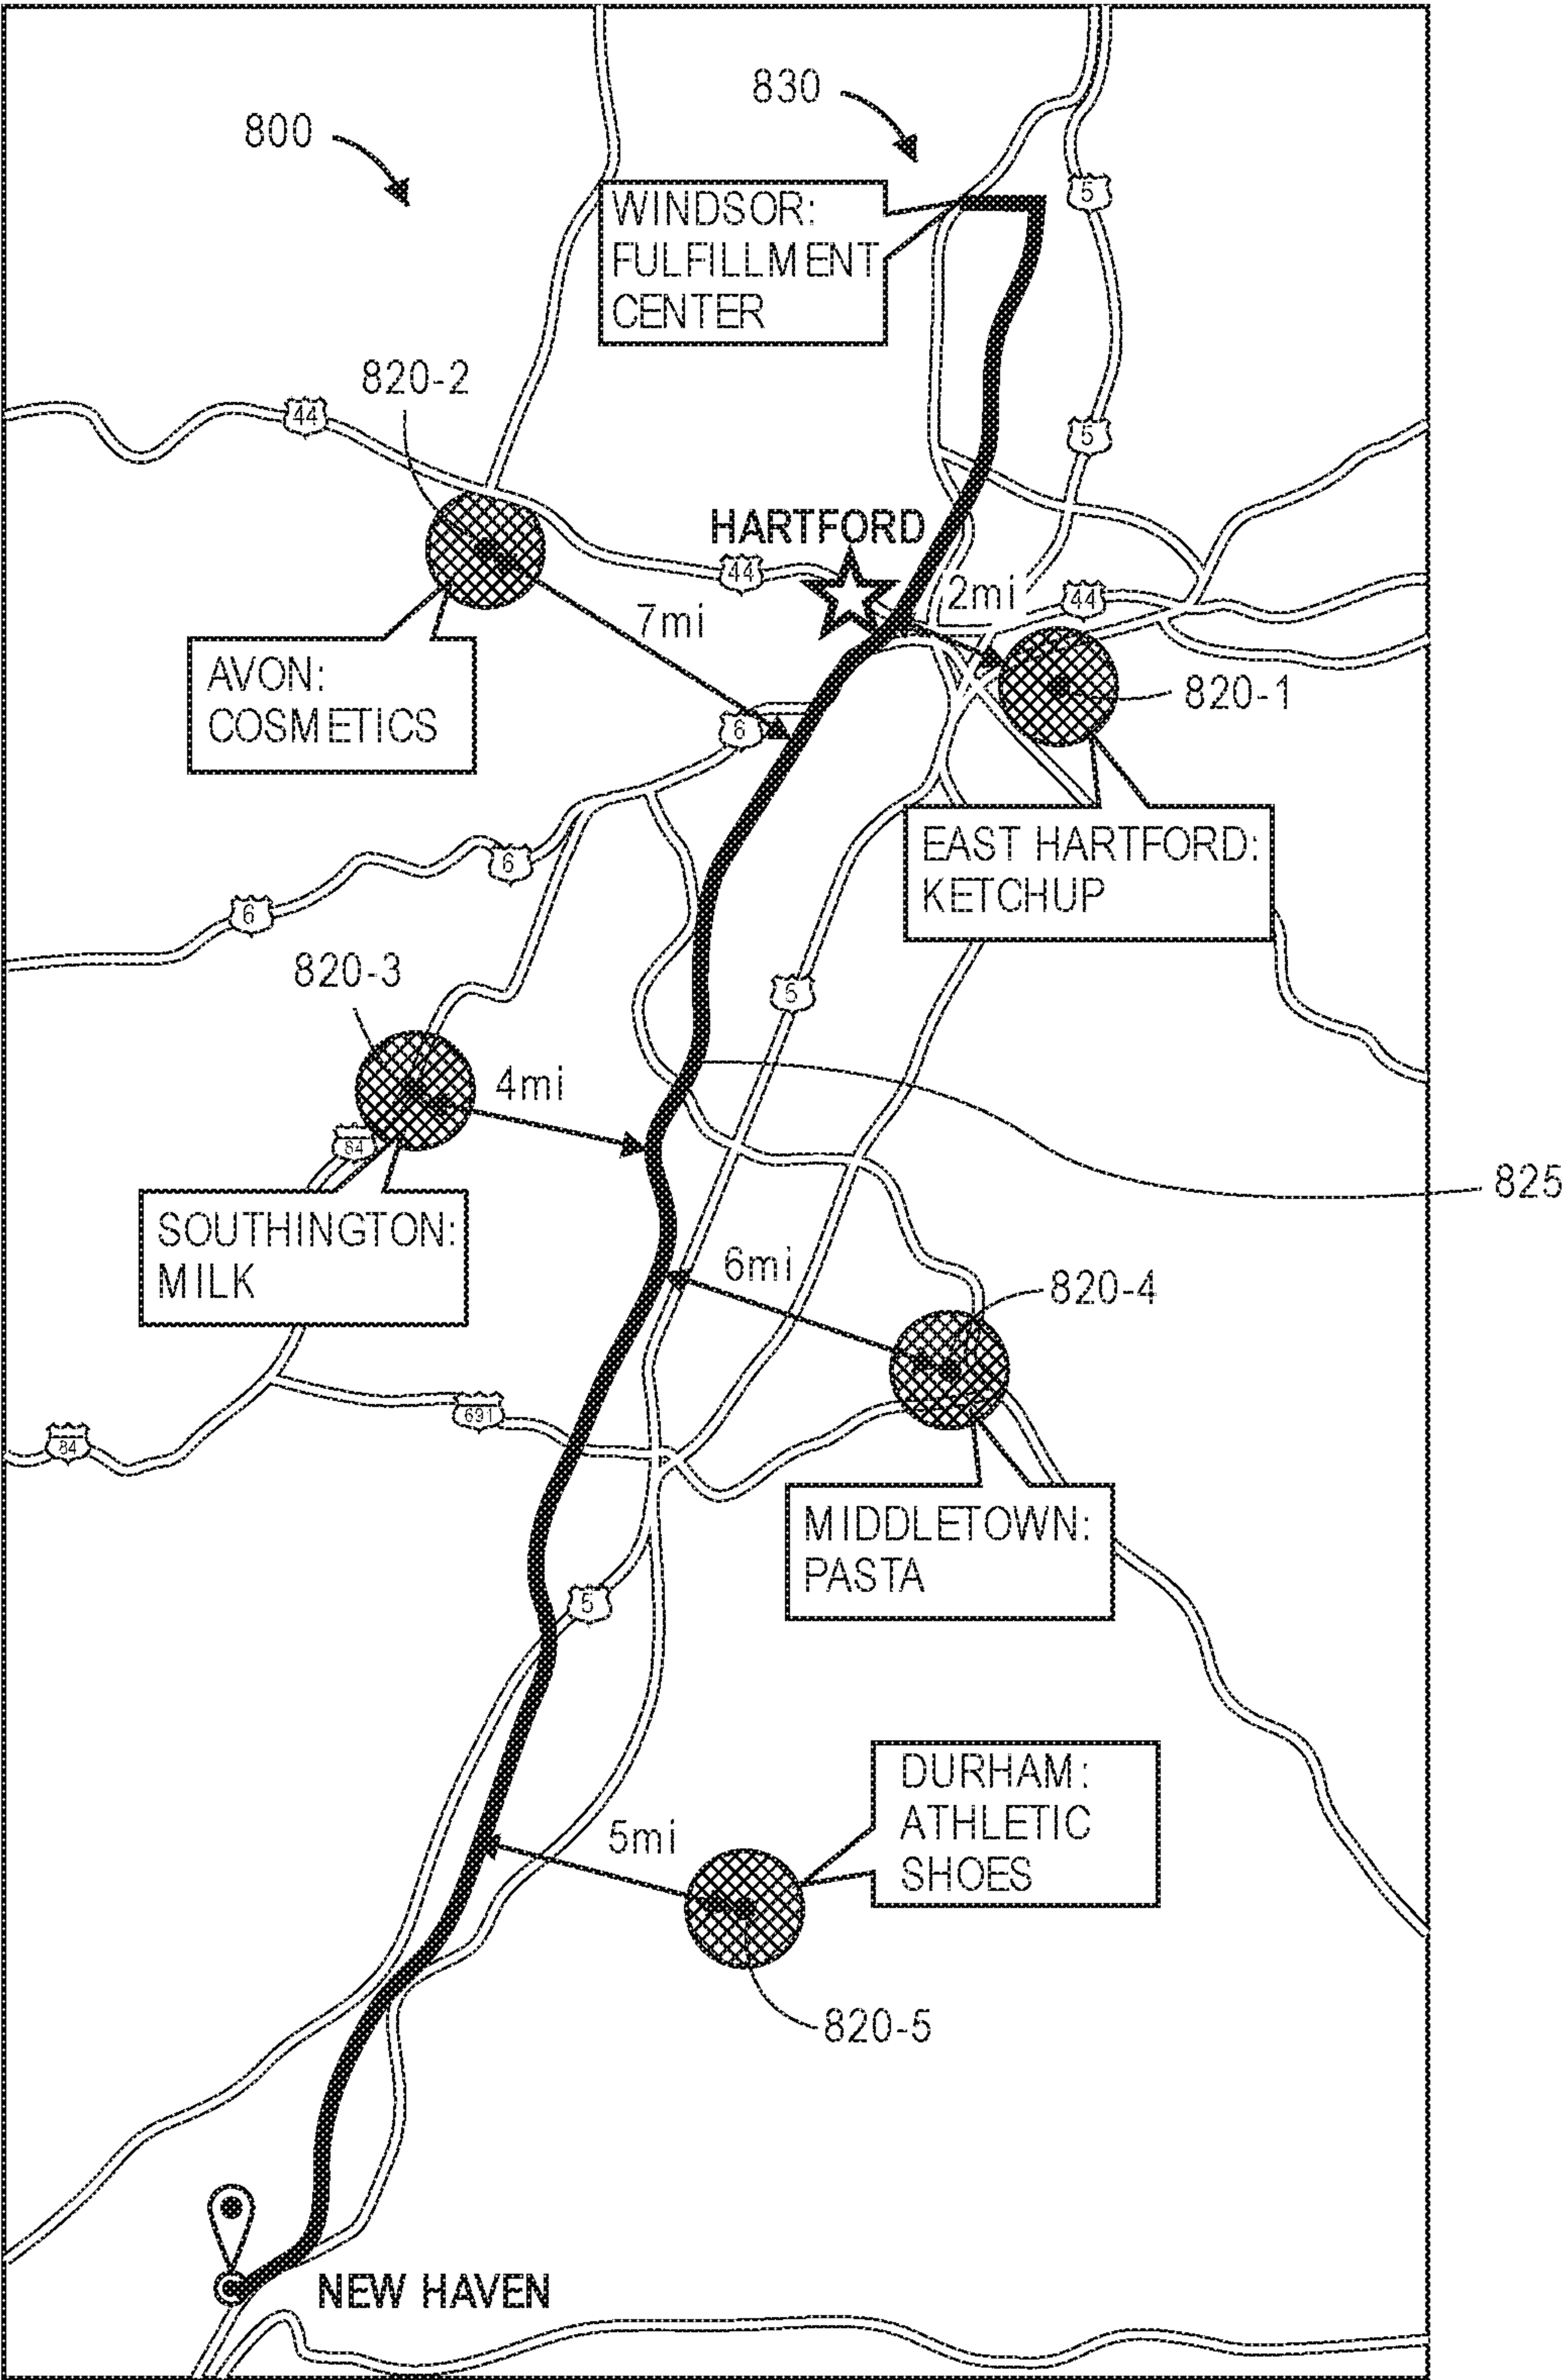 830
800
5
WINDSOR:
FULFILLMENT
CENTER
820-2
44
5
HARTFORD
44
2mi
44
7mi
AVON:
COSMETICS
820-1
6
EAST HARTFORD:
KETCHUP
6
6
820-3
5
4mi
84
825
SOUTHINGTON:
MILK
6mi
820-4
691
84
MIDDLETOWN:
PASTA
5
DURHAM:
ATHLETIC
SHOES
5mi
820-5
NEW HAVEN